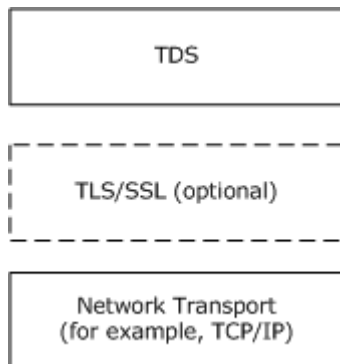 TDS
TLS/SSL (optional)
Network Transport
(for example, TCP/IP)